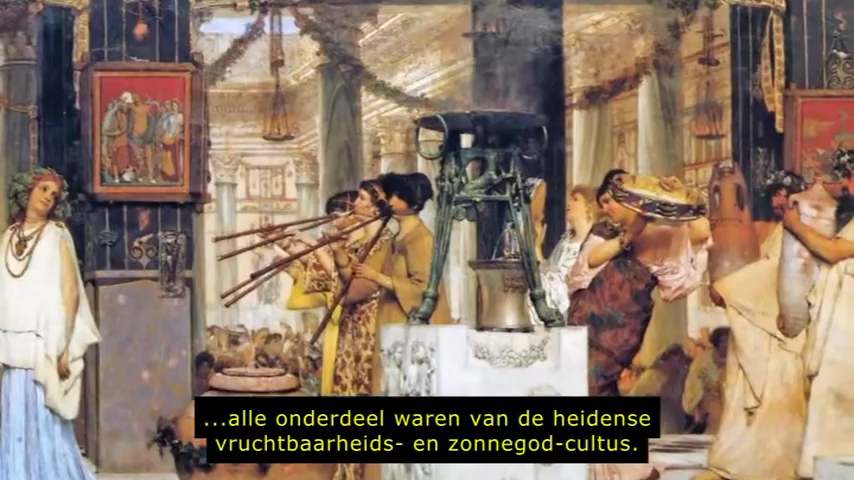 ...alle onderdeel waren van de heidense
vruchtbaarheids- en zonnegod-cultus.